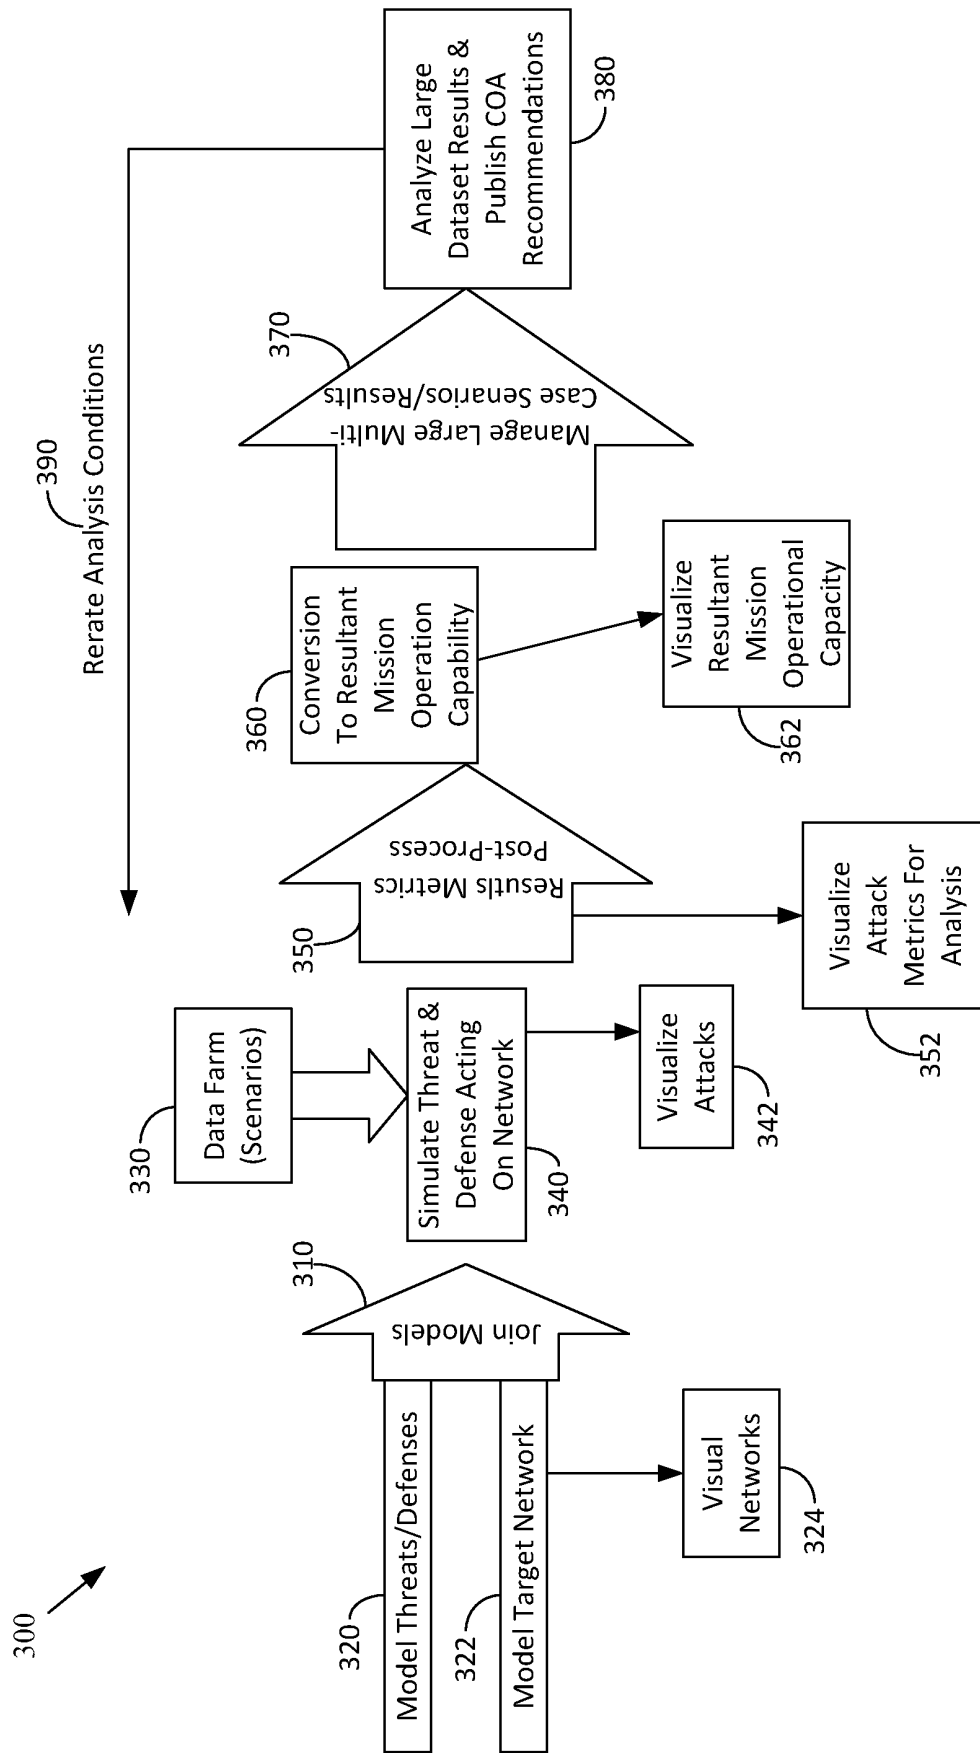 300
Rerate Analysis Conditions
390
320
Model Threats/Defenses
322
Model Target Network
Visual
Networks
324
310
Join Models
330
Data Farm
(Scenarios)
Simulate Threat &
Defense Acting
On Network
340
Visualize
Attacks
342
350
Resutls Metrics
Post-Process
Visualize
Attack
Metrics For
Analysis
352
360
Conversion
To Resultant
Mission
Operation
Capability
Visualize
Resultant
Mission
Operational
Capacity
362
370
Manage Large Multi-
Case Senarios/Results
Analyze Large
Dataset Results &
Publish COA
Recommendations
380